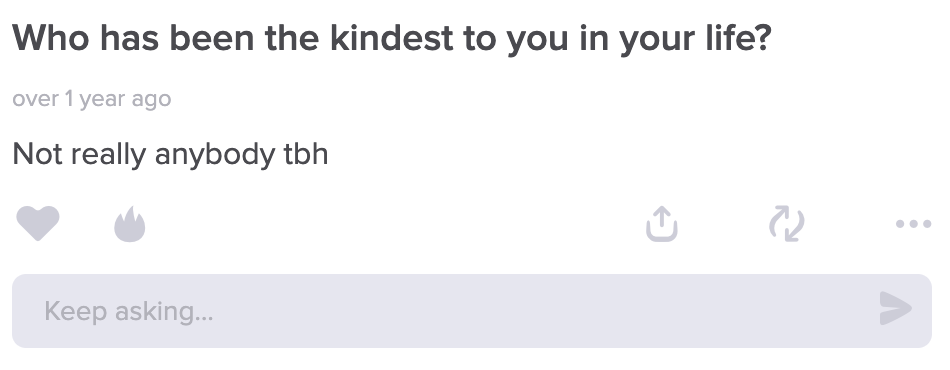 Who has been the kindest to you in your life?
over 1 year ago
Not really anybody tbh
Keep asking...